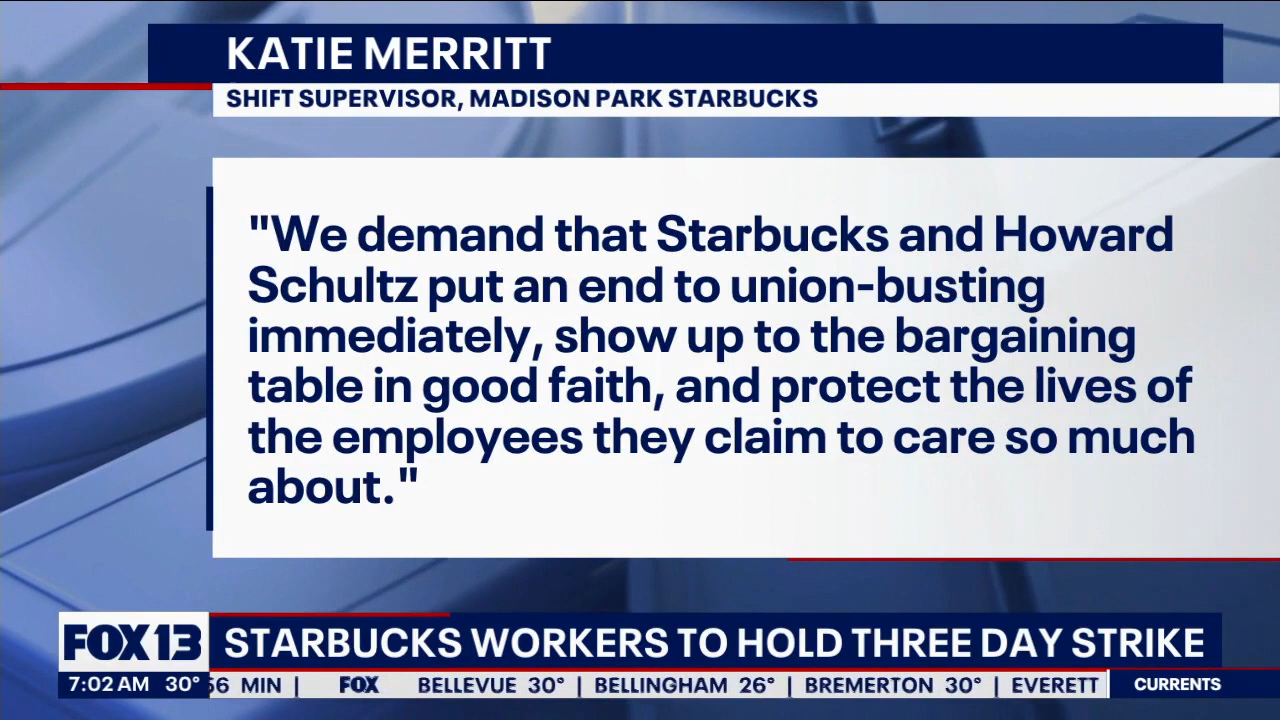 KATIE MERRITT
SHIFT SUPERVISOR, MADISON PARK STARBUCKS
"We demand that Starbucks and Howard
Schultz put an end to union-busting
immediately, show up to the bargaining
table in good faith, and protect the lives of
the employees they claim to care so much
about."
FOX 13 STARBUCKS WORKERS TO HOLD THREE DAY STRIKE
7:02 AM 30° 56 MIN | FOX BELLEVUE 30° | BELLINGHAM 26° | BREMERTON 30° | EVERETT CURRENTS